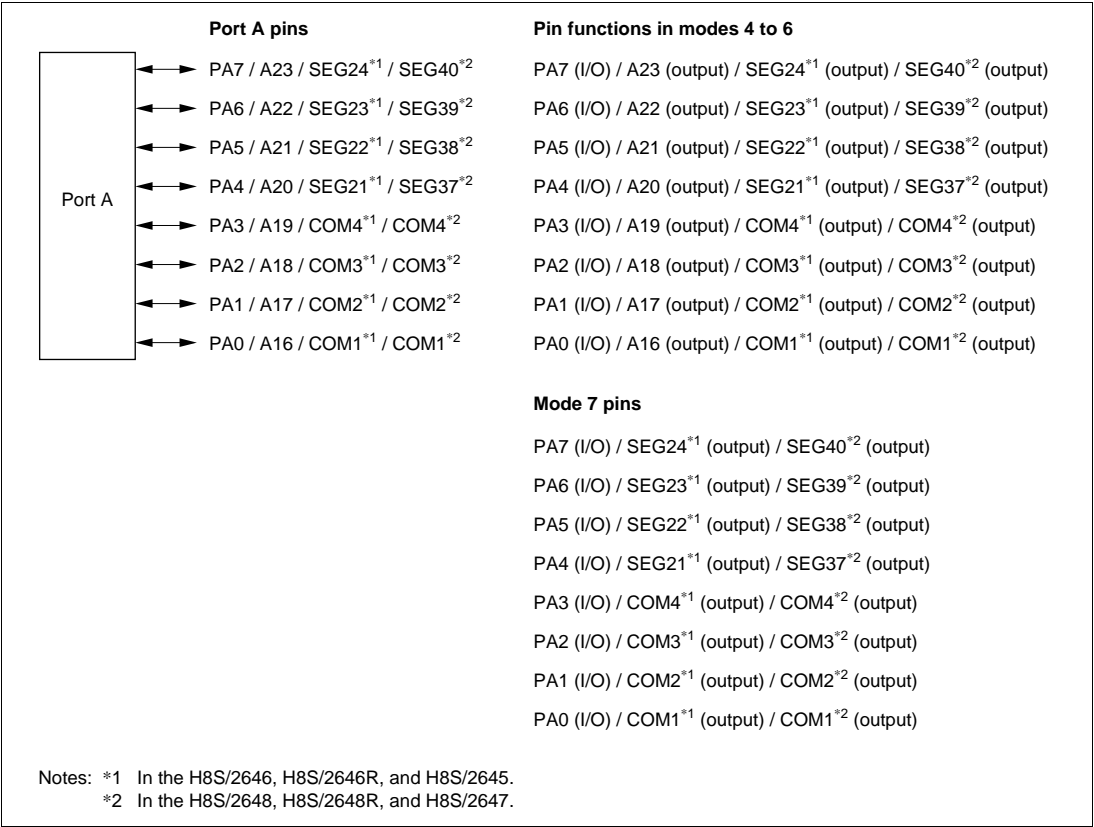 Port A pins
Pin functions in modes 4 to 6
Port A
PA7 / A23 / SEG24*1 / SEG40*2
PA7 (I/O) / A23 (output) / SEG24*1 (output) / SEG40*2 (output)
PA6 / A22 / SEG23*1 / SEG39*2
PA6 (I/O) / A22 (output) / SEG23*1 (output) / SEG39*2 (output)
PA5 / A21 / SEG22*1 / SEG38*2
PA5 (I/O) / A21 (output) / SEG22*1 (output) / SEG38*2 (output)
PA4 / A20 / SEG21*1 / SEG37*2
PA4 (I/O) / A20 (output) / SEG21*1 (output) / SEG37*2 (output)
PA3 / A19 / COM4*1 / COM4*2
PA3 (I/O) / A19 (output) / COM4*1 (output) / COM4*2 (output)
PA2 / A18 / COM3*1 / COM3*2
PA2 (I/O) / A18 (output) / COM3*1 (output) / COM3*2 (output)
PA1 / A17 / COM2*1 / COM2*2
PA1 (I/O) / A17 (output) / COM2*1 (output) / COM2*2 (output)
PA0 / A16 / COM1*1 / COM1*2
PA0 (I/O) / A16 (output) / COM1*1 (output) / COM1*2 (output)
Mode 7 pins
PA7 (I/O) / SEG24*1 (output) / SEG40*2 (output)
PA6 (I/O) / SEG23*1 (output) / SEG39*2 (output)
PA5 (I/O) / SEG22*1 (output) / SEG38*2 (output)
PA4 (I/O) / SEG21*1 (output) / SEG37*2 (output)
PA3 (I/O) / COM4*1 (output) / COM4*2 (output)
PA2 (I/O) / COM3*1 (output) / COM3*2 (output)
PA1 (I/O) / COM2*1 (output) / COM2*2 (output)
PA0 (I/O) / COM1*1 (output) / COM1*2 (output)
Notes: *1 In the H8S/2646, H8S/2646R, and H8S/2645.
*2 In the H8S/2648, H8S/2648R, and H8S/2647.